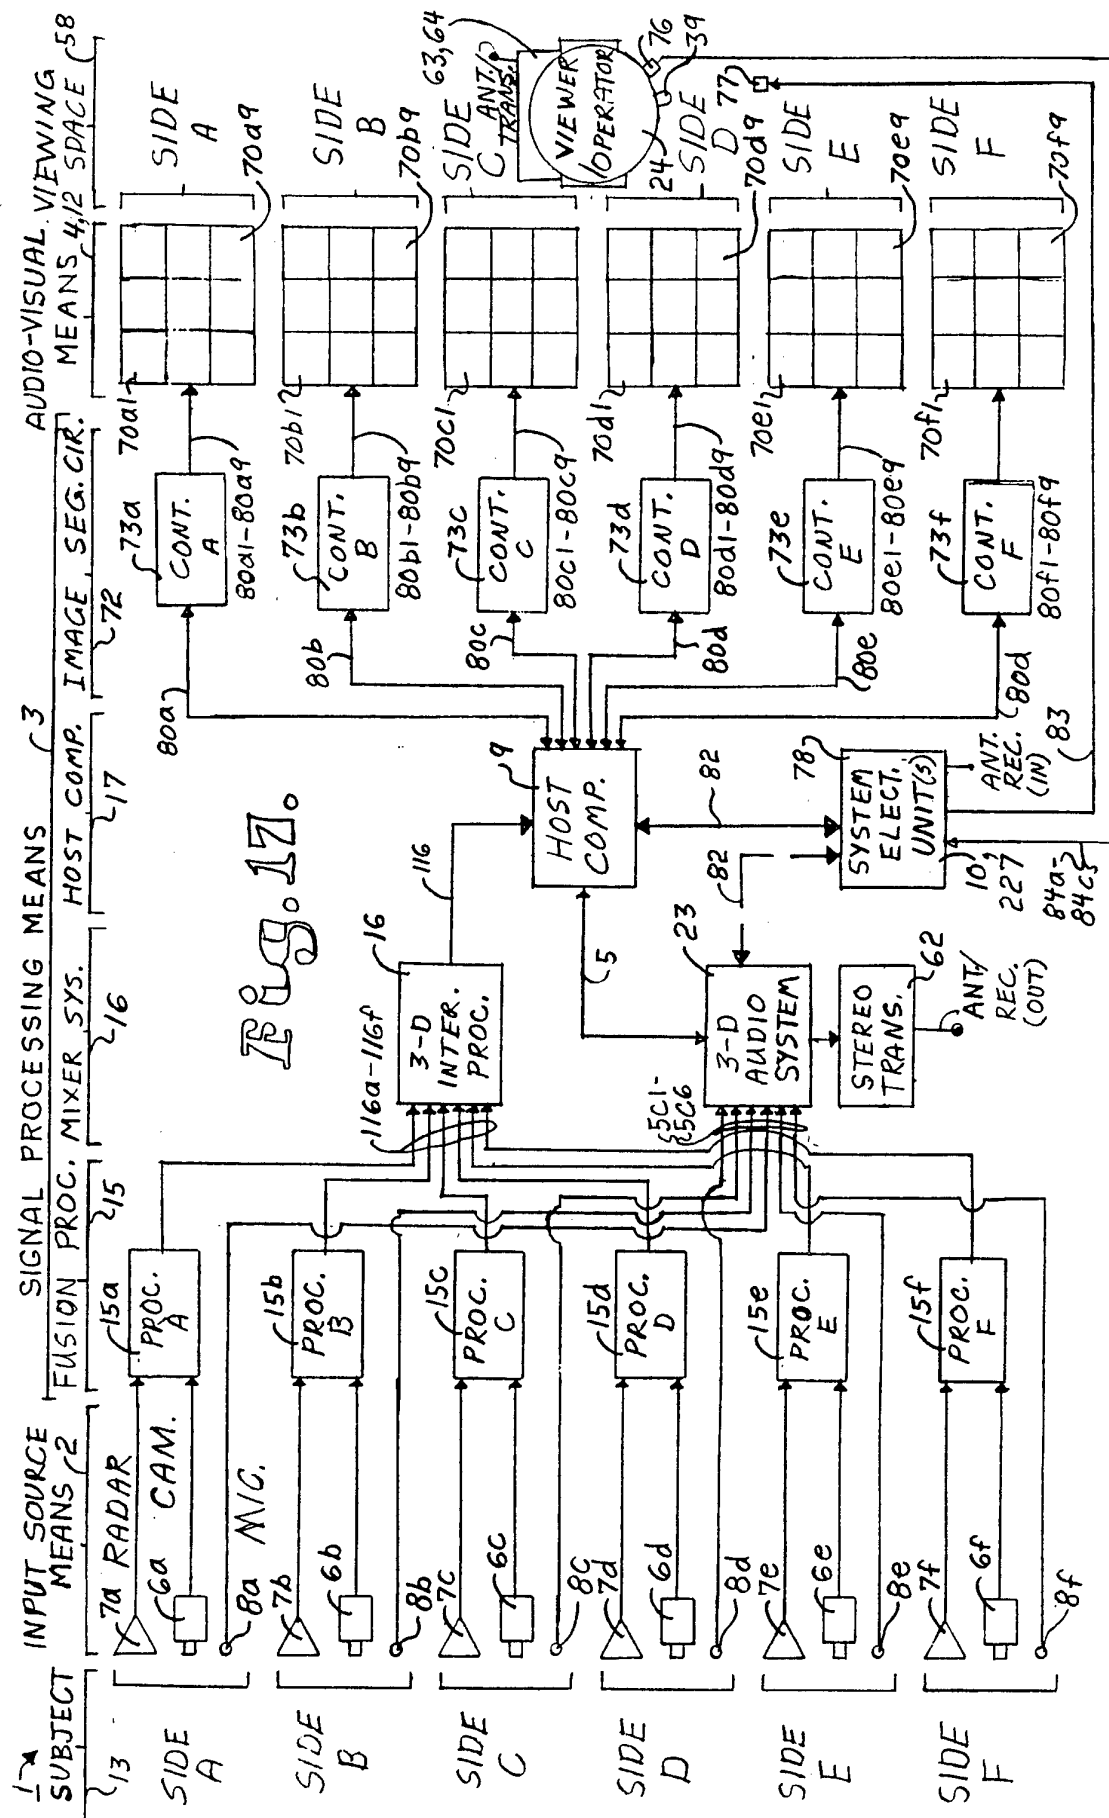 1
SUBJECT
13
INPUT SOURCE
MEANS 2
SIGNAL PROCESSING MEANS 3
FUSION PROC.
15
MIXER SYS.
16
HOST COMP.
17
IMAGE SEG. CIR.
72
AUDIO-VISUAL
MEANS 4,12
VIEWING
SPACE 58
SIDE
A
7a RADAR
6a CAM.
8a MIC.
15a
PROC.
A
80a
73a
CONT.
A
80a1-80a9
70a1
70a9
SIDE
A
SIDE
B
7b
6b
8b
15b
PROC.
B
80b
73b
CONT.
B
80b1-80b9
70b1
70b9
SIDE
B
SIDE
C
7c
6c
8c
15c
PROC.
C
80c
73c
CONT.
C
80c1-80c9
70c1
SIDE
C
SIDE
D
7d
6d
8d
15d
PROC.
D
80d
73d
CONT.
D
80d1-80d9
70d1
70d9
SIDE
D
SIDE
E
7e
6e
8e
15e
PROC.
E
80e
73e
CONT.
E
80e1-80e9
70e1
70e9
SIDE
E
SIDE
F
7f
6f
8f
15f
PROC.
F
80d
73f
CONT.
F
80f1-80f9
70f1
70f9
SIDE
F
Fig. 17.
116a-116f
16
3-D
INTER.
PROC.
116
9
HOST
COMP.
5
5C1-
5C6
23
3-D
AUDIO
SYSTEM
82
82
STEREO
TRANS.
62
ANT/
REC.
(OUT)
78
SYSTEM
ELECT.
UNIT(S)
10,
227
ANT.
REC.
(IN)
83
84a-
84c3
63,64
ANT./
TRANS.
VIEWER
/OPERATOR
24
76
39
77